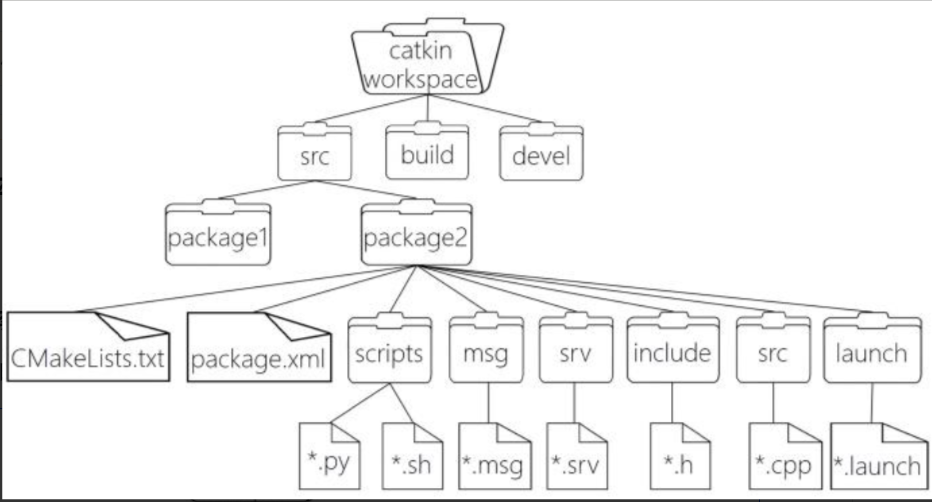 catkin
workspace
src
build
devel
package1
package2
CMakeLists.txt
package.xml
scripts
msg
srv
include
src
launch
*.py
*.sh
*.msg
*.srv
*.h
*.cpp
*.launch